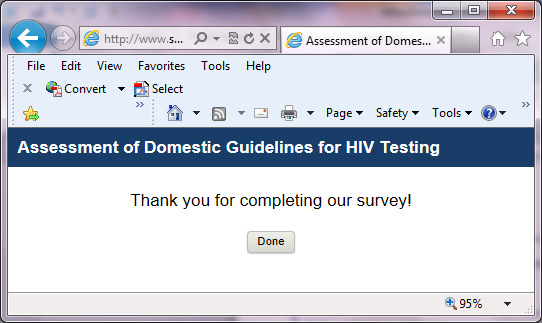 http://www.s...
Assessment of Domes...
File Edit View Favorites Tools Help
Convert Select
Page Safety Tools
Assessment of Domestic Guidelines for HIV Testing
Thank you for completing our survey!
Done
95%